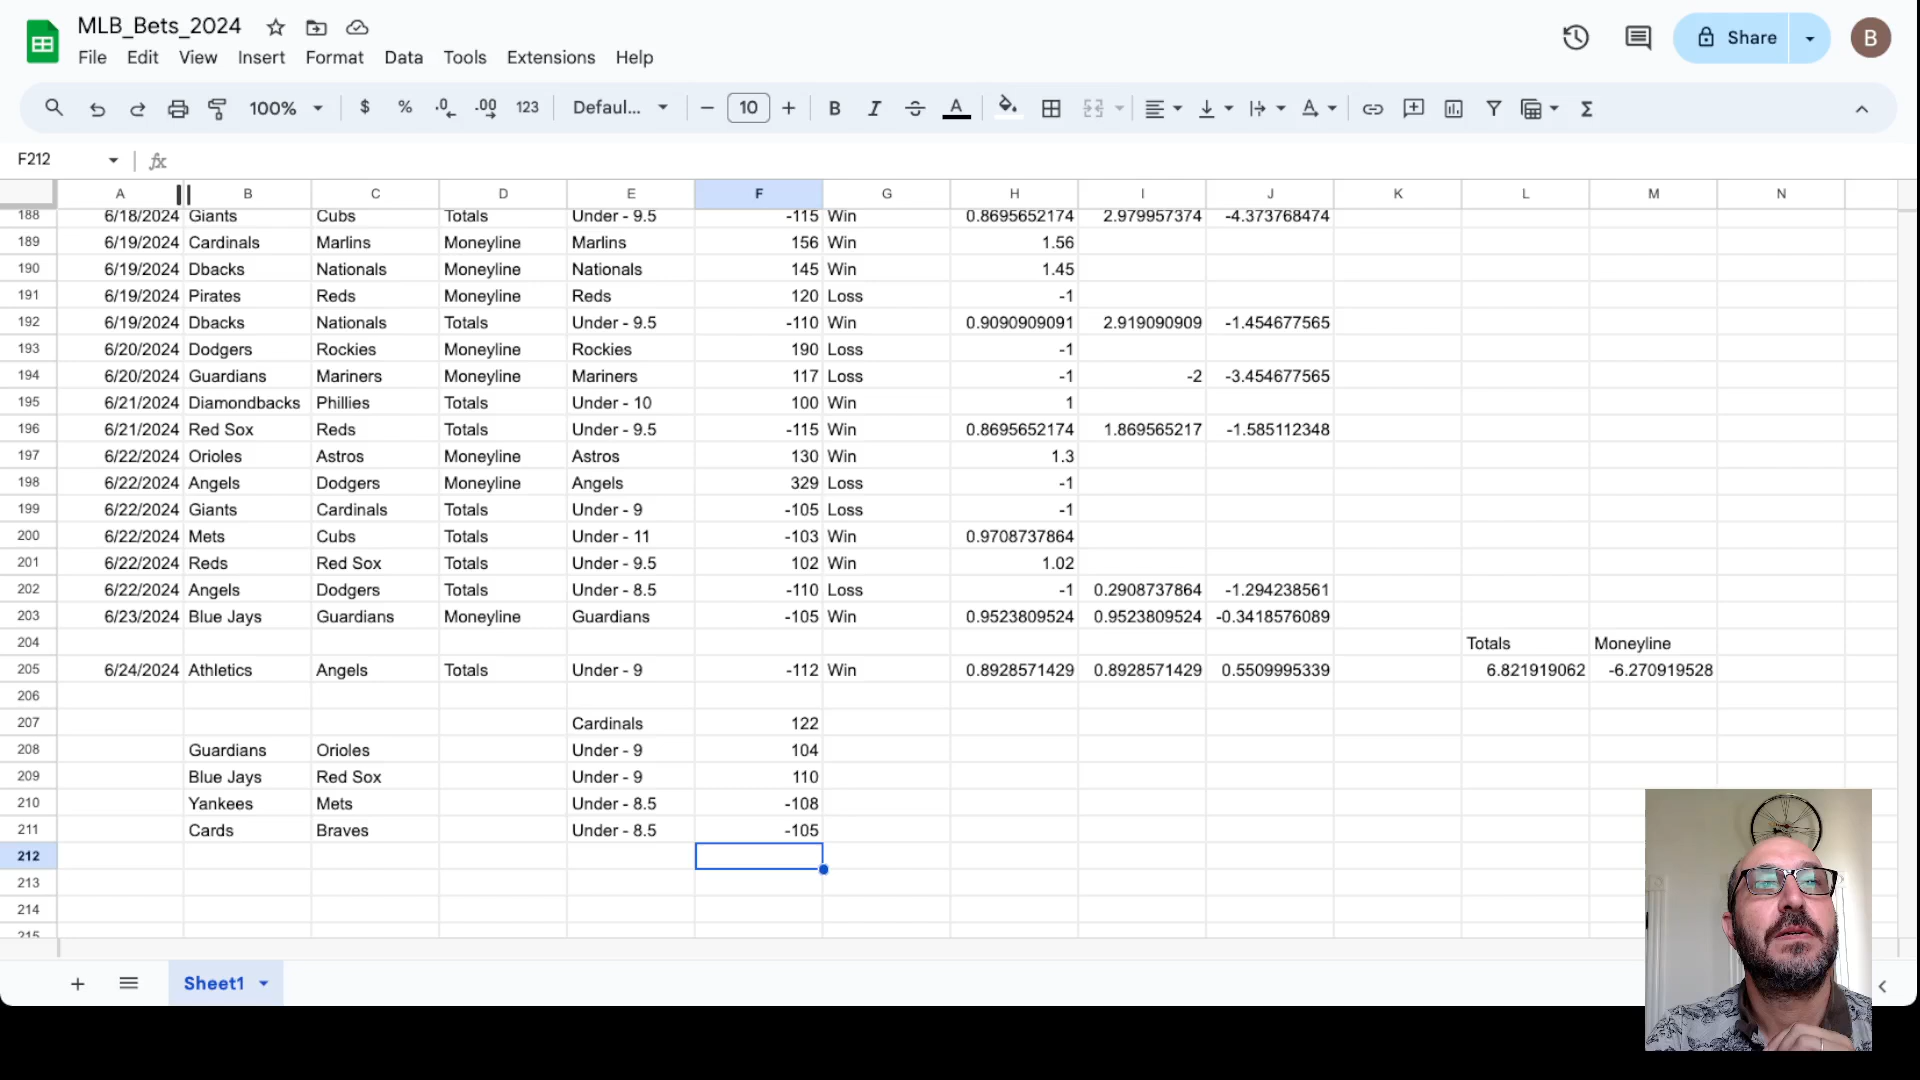 MLB_Bets_2024
Share
B
File Edit View Insert Format Data Tools Extensions Help
100% $ % .0 .00 123 Defaul... − 10 + B I S A A Σ
F212 fx
A B C D E F G H I J K L M N
188 6/18/2024 Giants Cubs Totals Under - 9.5 -115 Win 0.8695652174 2.979957374 -4.373768474
189 6/19/2024 Cardinals Marlins Moneyline Marlins 156 Win 1.56
190 6/19/2024 Dbacks Nationals Moneyline Nationals 145 Win 1.45
191 6/19/2024 Pirates Reds Moneyline Reds 120 Loss -1
192 6/19/2024 Dbacks Nationals Totals Under - 9.5 -110 Win 0.9090909091 2.919090909 -1.454677565
193 6/20/2024 Dodgers Rockies Moneyline Rockies 190 Loss -1
194 6/20/2024 Guardians Mariners Moneyline Mariners 117 Loss -1 -2 -3.454677565
195 6/21/2024 Diamondbacks Phillies Totals Under - 10 100 Win 1
196 6/21/2024 Red Sox Reds Totals Under - 9.5 -115 Win 0.8695652174 1.869565217 -1.585112348
197 6/22/2024 Orioles Astros Moneyline Astros 130 Win 1.3
198 6/22/2024 Angels Dodgers Moneyline Angels 329 Loss -1
199 6/22/2024 Giants Cardinals Totals Under - 9 -105 Loss -1
200 6/22/2024 Mets Cubs Totals Under - 11 -103 Win 0.9708737864
201 6/22/2024 Reds Red Sox Totals Under - 9.5 102 Win 1.02
202 6/22/2024 Angels Dodgers Totals Under - 8.5 -110 Loss -1 0.2908737864 -1.294238561
203 6/23/2024 Blue Jays Guardians Moneyline Guardians -105 Win 0.9523809524 0.9523809524 -0.3418576089
204 Totals Moneyline
205 6/24/2024 Athletics Angels Totals Under - 9 -112 Win 0.8928571429 0.8928571429 0.5509995339 6.821919062 -6.270919528
206
207 Cardinals 122
208 Guardians Orioles Under - 9 104
209 Blue Jays Red Sox Under - 9 110
210 Yankees Mets Under - 8.5 -108
211 Cards Braves Under - 8.5 -105
212
213
214
215
Sheet1